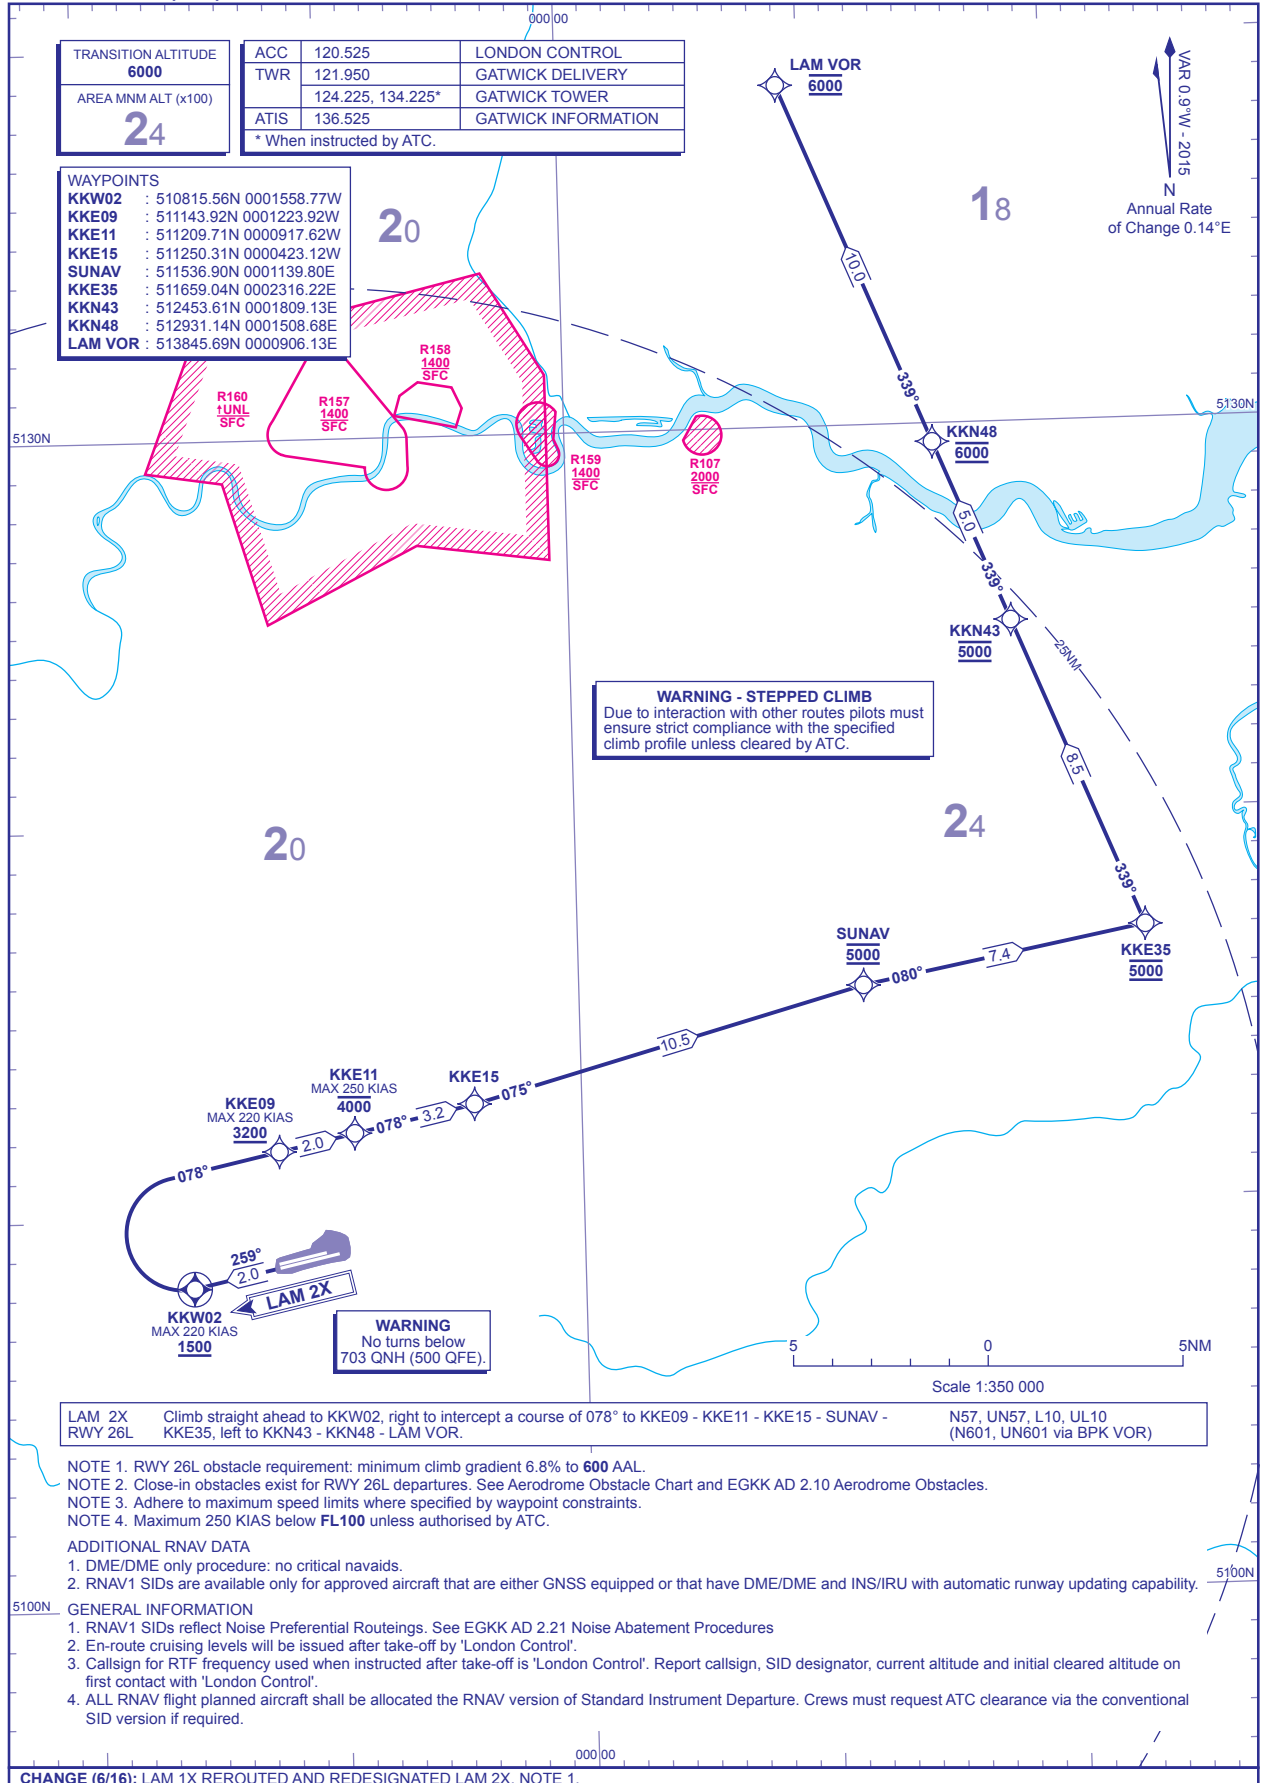 000 00
TRANSITION ALTITUDE
6000
AREA MNM ALT (x100)
24
ACC 120.525 LONDON CONTROL
TWR 121.950 GATWICK DELIVERY
124.225, 134.225* GATWICK TOWER
ATIS 136.525 GATWICK INFORMATION
* When instructed by ATC.
LAM VOR
6000
VAR 0.9°W - 2015
N
Annual Rate
of Change 0.14°E
WAYPOINTS
KKW02 : 510815.56N 0001558.77W
KKE09 : 511143.92N 0001223.92W
KKE11 : 511209.71N 0000917.62W
KKE15 : 511250.31N 0000423.12W
SUNAV : 511536.90N 0001139.80E
KKE35 : 511659.04N 0002316.22E
KKN43 : 512453.61N 0001809.13E
KKN48 : 512931.14N 0001508.68E
LAM VOR : 513845.69N 0000906.13E
20
18
10.0
R158
1400
SFC
R160
↑UNL
SFC
R157
1400
SFC
339°
5130N
5130N
KKN48
6000
R159
1400
SFC
R107
2000
SFC
5.0
339°
KKN43
5000
25NM
WARNING - STEPPED CLIMB
Due to interaction with other routes pilots must
ensure strict compliance with the specified
climb profile unless cleared by ATC.
8.5
20
24
339°
SUNAV
5000
080°
7.4
KKE35
5000
10.5
KKE11
MAX 250 KIAS
4000
KKE15
075°
KKE09
MAX 220 KIAS
3200
078°
3.2
2.0
078°
259°
2.0
LAM 2X
KKW02
MAX 220 KIAS
1500
WARNING
No turns below
703 QNH (500 QFE).
5 0 5NM
Scale 1:350 000
LAM 2X Climb straight ahead to KKW02, right to intercept a course of 078° to KKE09 - KKE11 - KKE15 - SUNAV - N57, UN57, L10, UL10
RWY 26L KKE35, left to KKN43 - KKN48 - LAM VOR. (N601, UN601 via BPK VOR)
NOTE 1. RWY 26L obstacle requirement: minimum climb gradient 6.8% to 600 AAL.
NOTE 2. Close-in obstacles exist for RWY 26L departures. See Aerodrome Obstacle Chart and EGKK AD 2.10 Aerodrome Obstacles.
NOTE 3. Adhere to maximum speed limits where specified by waypoint constraints.
NOTE 4. Maximum 250 KIAS below FL100 unless authorised by ATC.
ADDITIONAL RNAV DATA
1. DME/DME only procedure: no critical navaids.
2. RNAV1 SIDs are available only for approved aircraft that are either GNSS equipped or that have DME/DME and INS/IRU with automatic runway updating capability.
5100N
5100N
GENERAL INFORMATION
1. RNAV1 SIDs reflect Noise Preferential Routeings. See EGKK AD 2.21 Noise Abatement Procedures
2. En-route cruising levels will be issued after take-off by 'London Control'.
3. Callsign for RTF frequency used when instructed after take-off is 'London Control'. Report callsign, SID designator, current altitude and initial cleared altitude on
first contact with 'London Control'.
4. ALL RNAV flight planned aircraft shall be allocated the RNAV version of Standard Instrument Departure. Crews must request ATC clearance via the conventional
SID version if required.
000 00
CHANGE (6/16): LAM 1X REROUTED AND REDESIGNATED LAM 2X. NOTE 1.